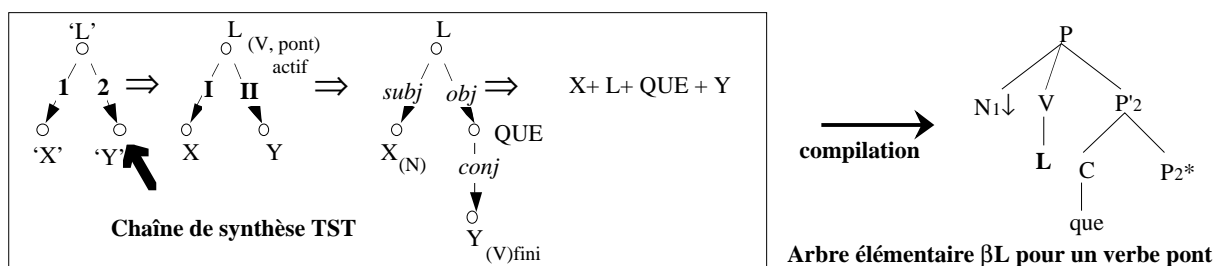 ‘L’
1 2
‘X’ ‘Y’
⇒
L (V, pont)
actif
I II
X Y
⇒
L
subj obj
X(N) QUE
conj
Y(V)fini
⇒
X+ L+ QUE + Y
Chaîne de synthèse TST
compilation
P
N1↓ V P'2
L C P2*
que
Arbre élémentaire βL pour un verbe pont